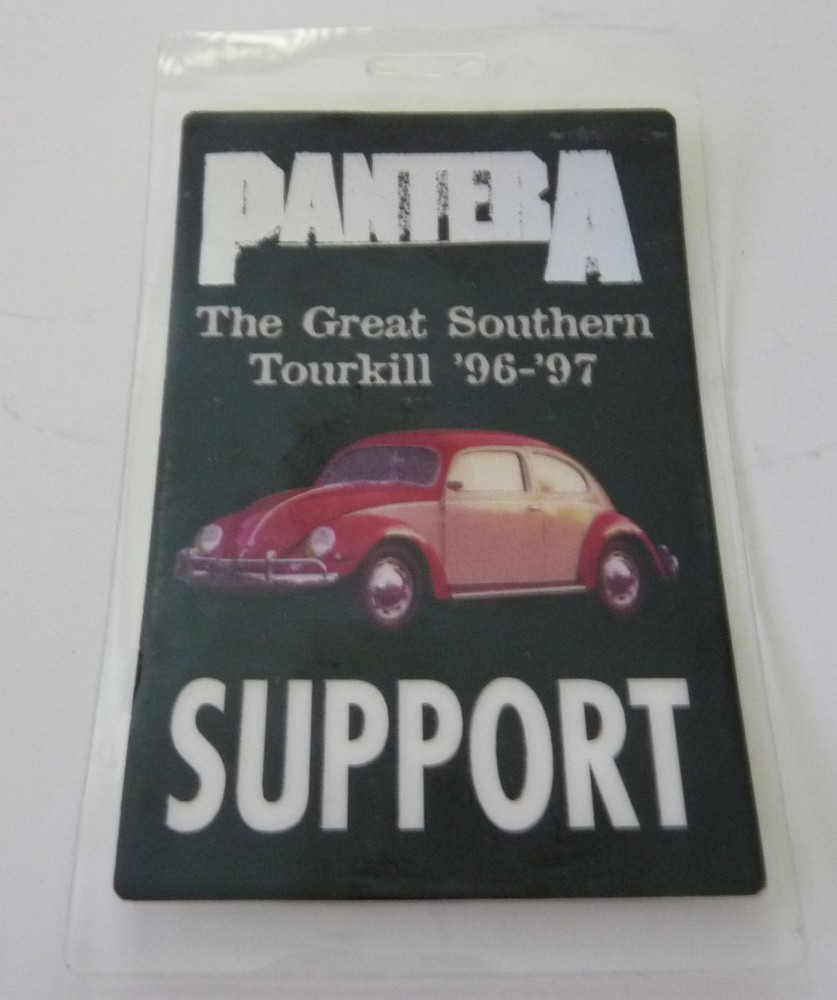 PANTERA
The Great Southern
Tourkill '96-'97
SUPPORT